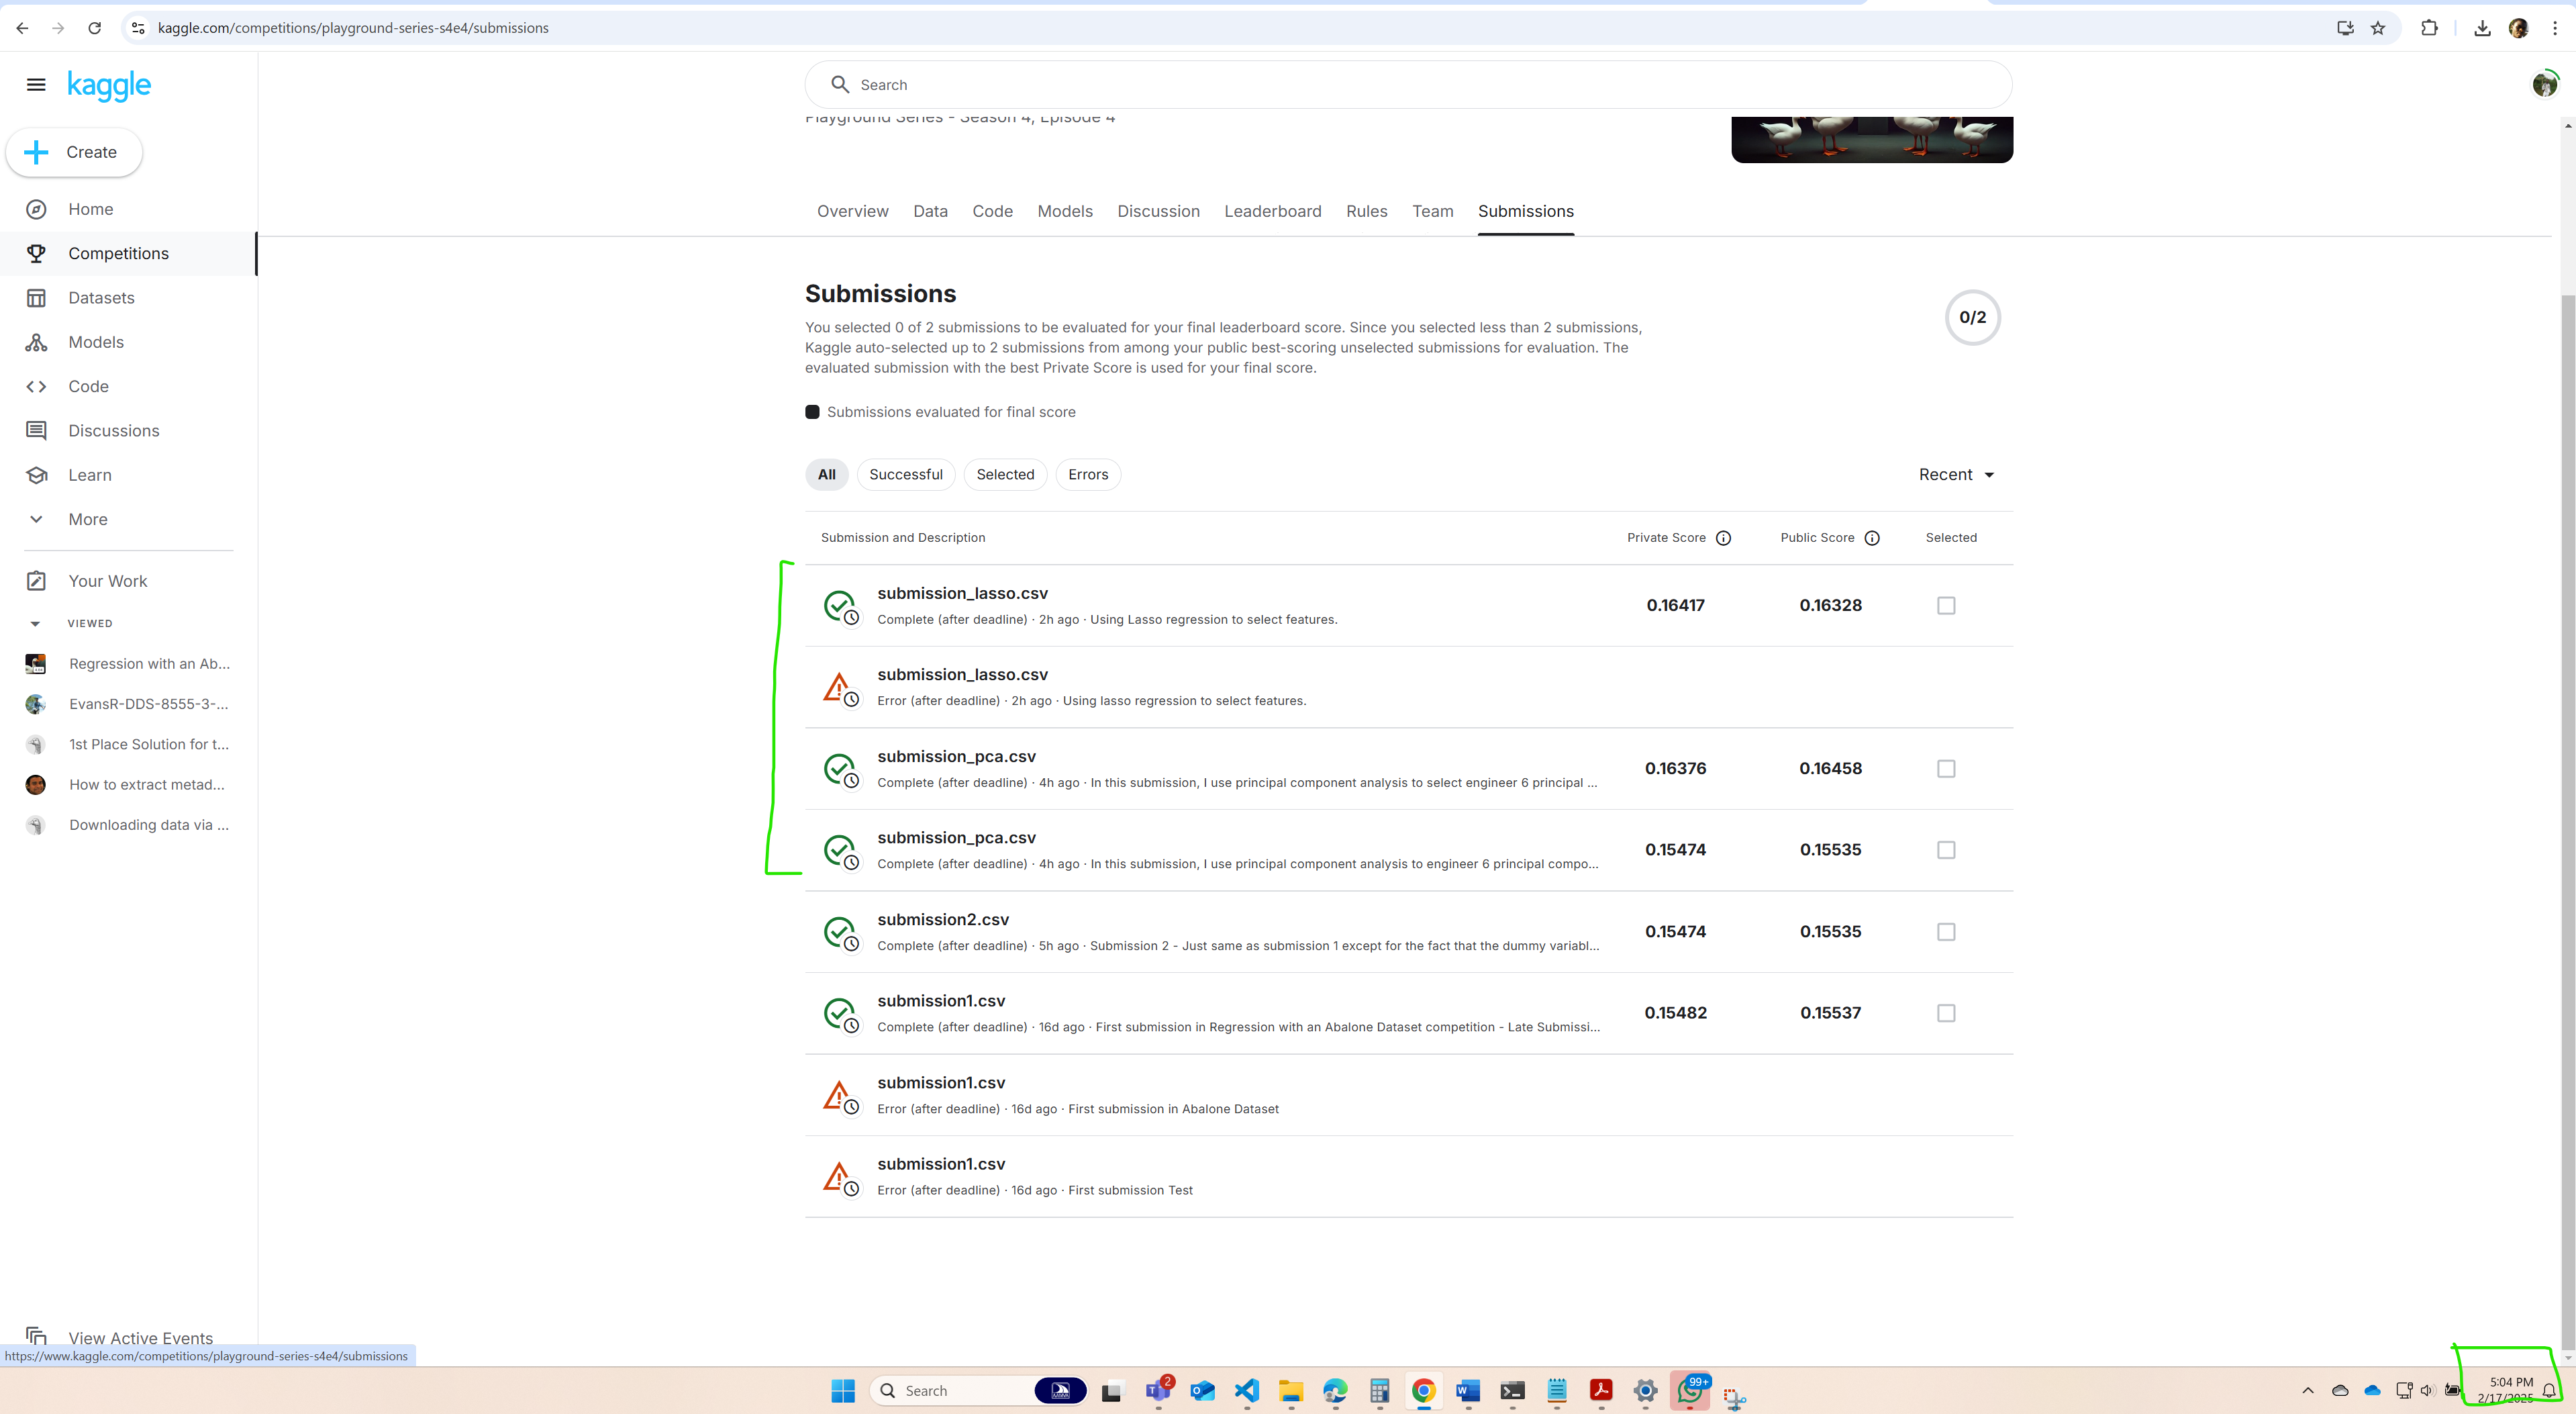 kaggle.com/competitions/playground-series-s4e4/submissions
kaggle
Search
Create
Home
Competitions
Datasets
Models
Code
Discussions
Learn
More
Your Work
VIEWED
Regression with an Ab...
EvansR-DDS-8555-3-...
1st Place Solution for t...
How to extract metad...
Downloading data via ...
View Active Events
https://www.kaggle.com/competitions/playground-series-s4e4/submissions
Playground Series - Season 4, Episode 4
Overview Data Code Models Discussion Leaderboard Rules Team Submissions
Submissions
0/2
You selected 0 of 2 submissions to be evaluated for your final leaderboard score. Since you selected less than 2 submissions,
Kaggle auto-selected up to 2 submissions from among your public best-scoring unselected submissions for evaluation. The
evaluated submission with the best Private Score is used for your final score.
Submissions evaluated for final score
All Successful Selected Errors Recent
Submission and Description Private Score Public Score Selected
submission_lasso.csv
Complete (after deadline) · 2h ago · Using Lasso regression to select features.
0.16417 0.16328
submission_lasso.csv
Error (after deadline) · 2h ago · Using lasso regression to select features.
submission_pca.csv
Complete (after deadline) · 4h ago · In this submission, I use principal component analysis to select engineer 6 principal ...
0.16376 0.16458
submission_pca.csv
Complete (after deadline) · 4h ago · In this submission, I use principal component analysis to engineer 6 principal compo...
0.15474 0.15535
submission2.csv
Complete (after deadline) · 5h ago · Submission 2 - Just same as submission 1 except for the fact that the dummy variabl...
0.15474 0.15535
submission1.csv
Complete (after deadline) · 16d ago · First submission in Regression with an Abalone Dataset competition - Late Submissi...
0.15482 0.15537
submission1.csv
Error (after deadline) · 16d ago · First submission in Abalone Dataset
submission1.csv
Error (after deadline) · 16d ago · First submission Test
Search
2
99+
5:04 PM
2/17/2025